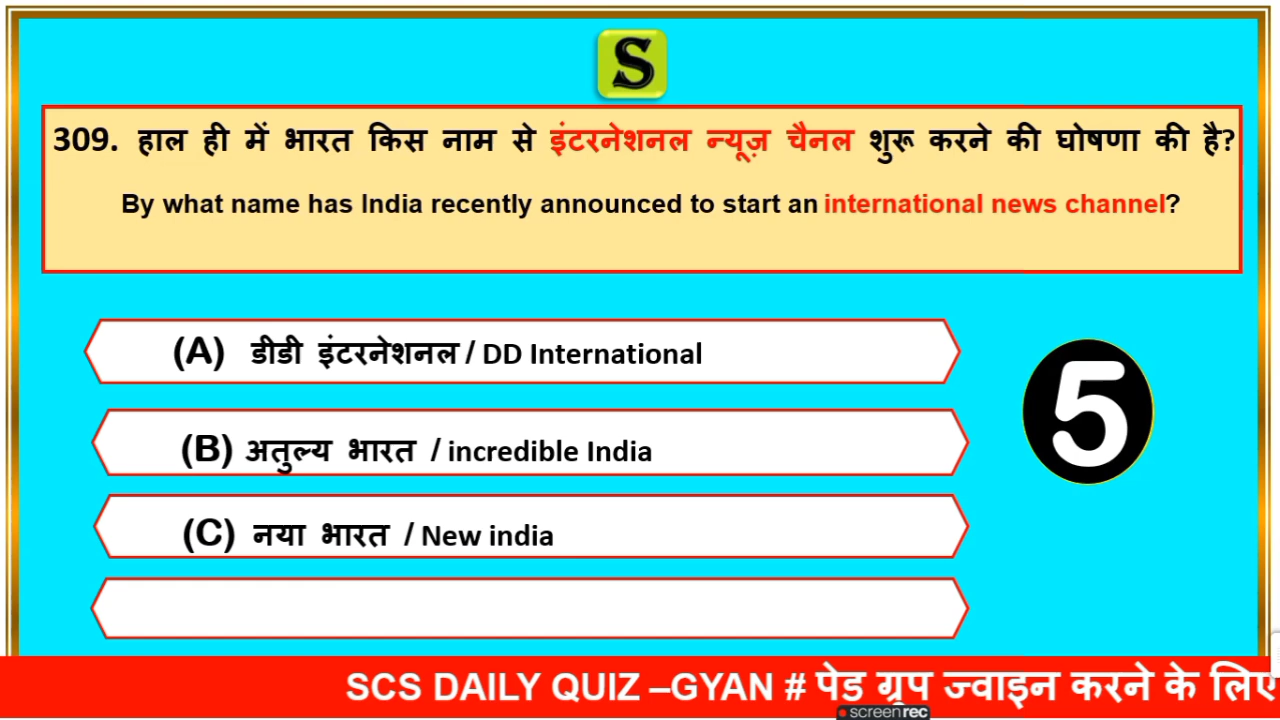 S
309. हाल ही में भारत किस नाम से इंटरनेशनल न्यूज़ चैनल शुरू करने की घोषणा की है?
By what name has India recently announced to start an international news channel?
(A) डीडी इंटरनेशनल / DD International
5
(B) अतुल्य भारत / incredible India
(C) नया भारत / New india
SCS DAILY QUIZ –GYAN # पेड ग्रुप ज्वाइन करने के लिए
screenrec